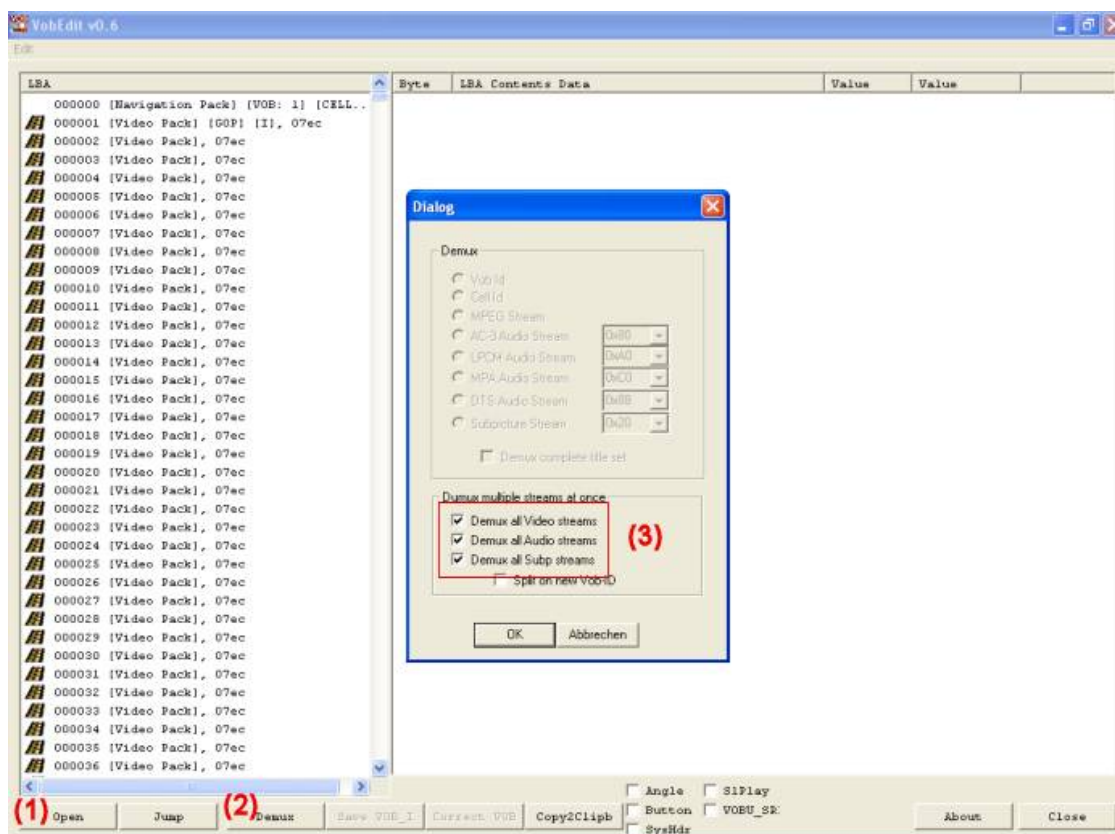 VobEdit v0.6
Edit
LBA
Byte LBA Contents Data Value Value
000000 [Navigation Pack] [VOB: 1] [CELL..
000001 [Video Pack] [GOP] [I], 07ec
000002 [Video Pack], 07ec
000003 [Video Pack], 07ec
000004 [Video Pack], 07ec
000005 [Video Pack], 07ec
000006 [Video Pack], 07ec
000007 [Video Pack], 07ec
000008 [Video Pack], 07ec
000009 [Video Pack], 07ec
000010 [Video Pack], 07ec
000011 [Video Pack], 07ec
000012 [Video Pack], 07ec
000013 [Video Pack], 07ec
000014 [Video Pack], 07ec
000015 [Video Pack], 07ec
000016 [Video Pack], 07ec
000017 [Video Pack], 07ec
000018 [Video Pack], 07ec
000019 [Video Pack], 07ec
000020 [Video Pack], 07ec
000021 [Video Pack], 07ec
000022 [Video Pack], 07ec
000023 [Video Pack], 07ec
000024 [Video Pack], 07ec
000025 [Video Pack], 07ec
000026 [Video Pack], 07ec
000027 [Video Pack], 07ec
000028 [Video Pack], 07ec
000029 [Video Pack], 07ec
000030 [Video Pack], 07ec
000031 [Video Pack], 07ec
000032 [Video Pack], 07ec
000033 [Video Pack], 07ec
000034 [Video Pack], 07ec
000035 [Video Pack], 07ec
000036 [Video Pack], 07ec
Dialog
Demux
Vob Id
Cell Id
MPEG Stream
AC-3 Audio Stream 0x80
LPCM Audio Stream 0xA0
MPA Audio Stream 0xC0
DTS Audio Stream 0x88
Subpicture Stream 0x20
Demux complete title set
Dumux multiple streams at once
Demux all Video streams
Demux all Audio streams
Demux all Subp streams
(3)
Split on new Vob-ID
OK Abbrechen
(1) Open Jump (2) Demux Save VOB_I Current VOB Copy2Clipb
Angle SlPlay
Button VOBU_SR
SysHdr
About Close